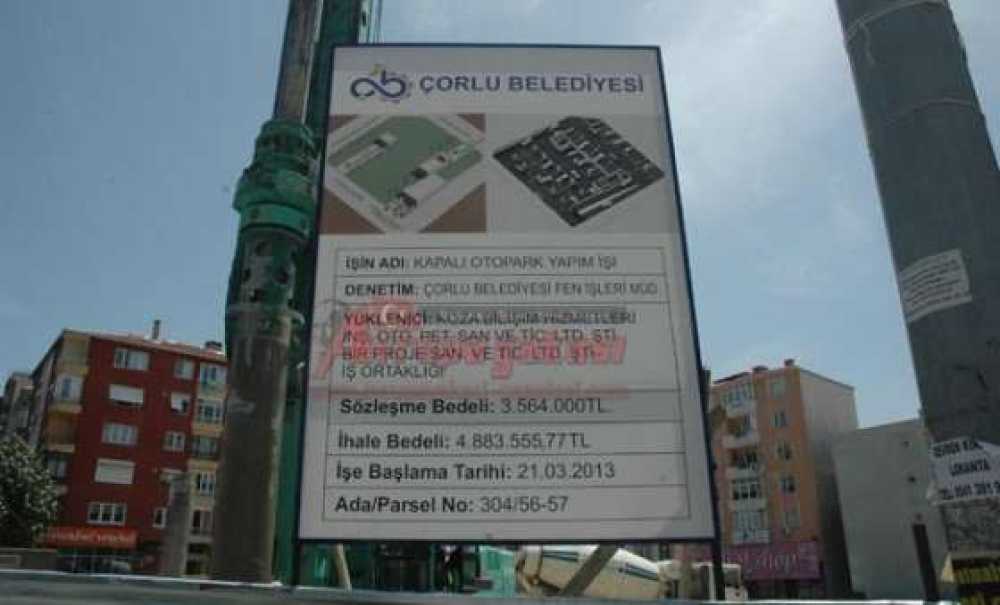 ÇORLU BELEDİYESİ
İŞİN ADI: KAPALI OTOPARK YAPIM İŞİ
DENETİM: ÇORLU BELEDİYESİ FEN İŞLERİ MÜD.
YÜKLENİCİ: KOZA BİLİŞİM HİZMETLERİ
İNŞ. OTO. PET. SAN VE TİC. LTD. ŞTİ.
BİR PROJE SAN. VE TİC. LTD. ŞTİ.
İŞ ORTAKLIĞI
Sözleşme Bedeli: 3.564.000TL.
İhale Bedeli: 4.883.555,77TL
İşe Başlama Tarihi: 21.03.2013
Ada/Parsel No: 304/56-57
LOKANTA